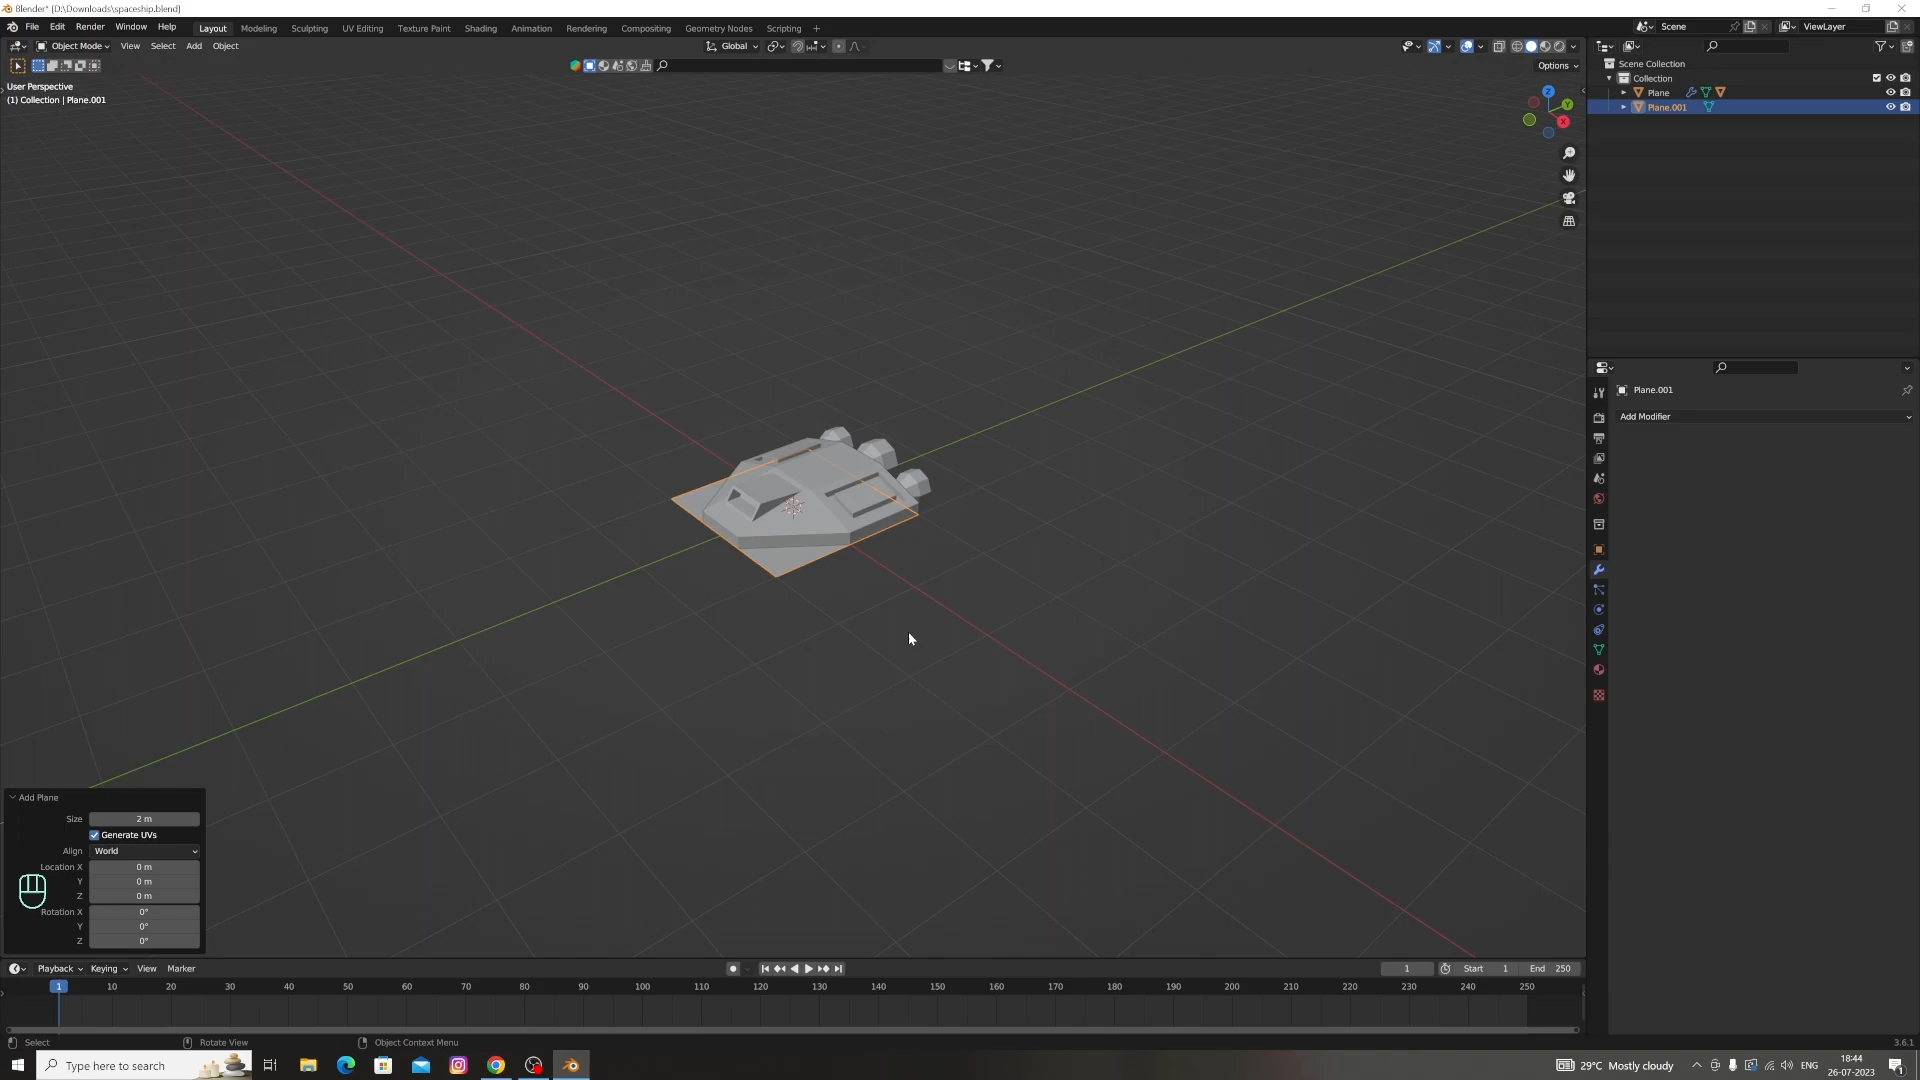 Blender* [D:\Downloads\spaceship.blend]
File Edit Render Window Help Layout Modeling Sculpting UV Editing Texture Paint Shading Animation Rendering Compositing Geometry Nodes Scripting + Scene ViewLayer
Object Mode View Select Add Object Global
Options
User Perspective
(1) Collection | Plane.001
Z
Y
X
Scene Collection
Collection
Plane
Plane.001
Plane.001
Add Modifier
Add Plane
Size 2 m
Generate UVs
Align World
Location X 0 m
Y 0 m
Z 0 m
Rotation X 0°
Y 0°
Z 0°
Playback Keying View Marker 1 Start 1 End 250
1 10 20 30 40 50 60 70 80 90 100 110 120 130 140 150 160 170 180 190 200 210 220 230 240 250
Select Rotate View Object Context Menu 3.6.1
Type here to search 29°C Mostly cloudy ENG 18:44
26-07-2023
1